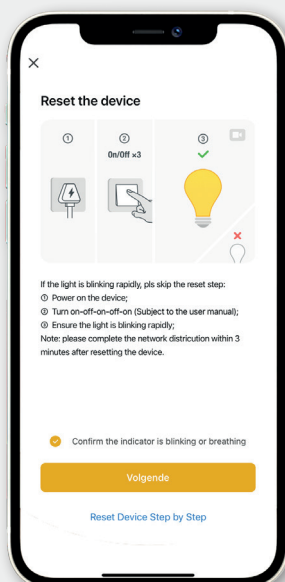 Reset the device
①
②
③
On/Off ×3
If the light is blinking rapidly, pls skip the reset step:
① Power on the device;
② Turn on-off-on-off-on (Subject to the user manual);
③ Ensure the light is blinking rapidly;
Note: please complete the network districution within 3
minutes after resetting the device.
Confirm the indicator is blinking or breathing
Volgende
Reset Device Step by Step